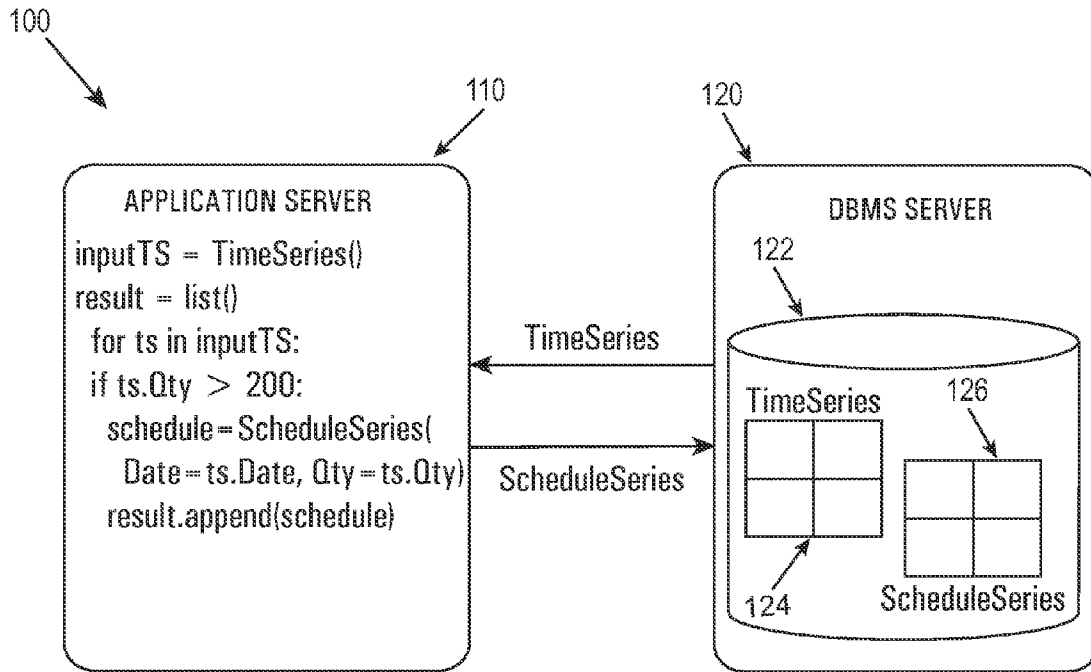 100
110
120
APPLICATION SERVER
inputTS = TimeSeries()
result = list()
for ts in inputTS:
if ts.Qty > 200:
schedule=ScheduleSeries(
Date=ts.Date, Qty=ts.Qty)
result.append(schedule)
TimeSeries
ScheduleSeries
DBMS SERVER
122
TimeSeries
126
124
ScheduleSeries